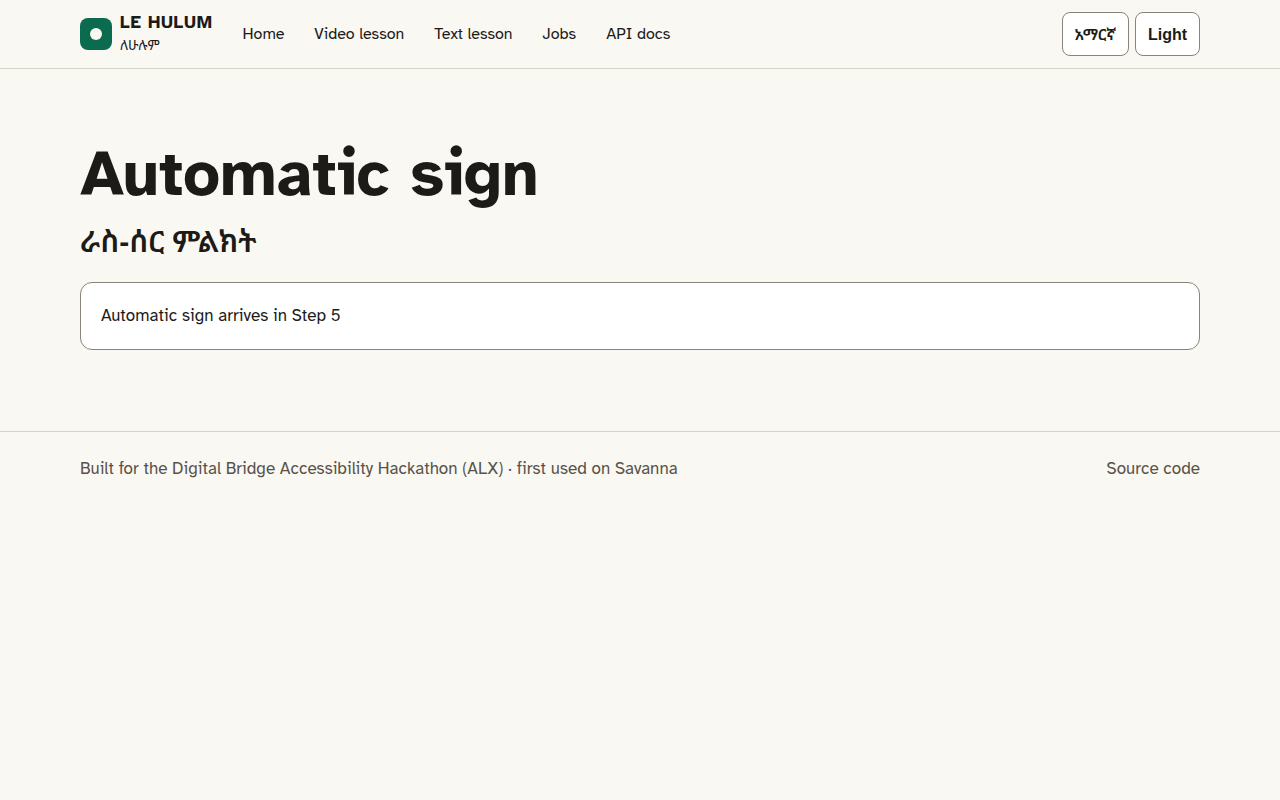 LE HULUM
ለሁሉም
Home
Video lesson
Text lesson
Jobs
API docs
አማርኛ
Light
Automatic sign
ራስ-ሰር ምልክት
Automatic sign arrives in Step 5
Built for the Digital Bridge Accessibility Hackathon (ALX) · first used on Savanna
Source code